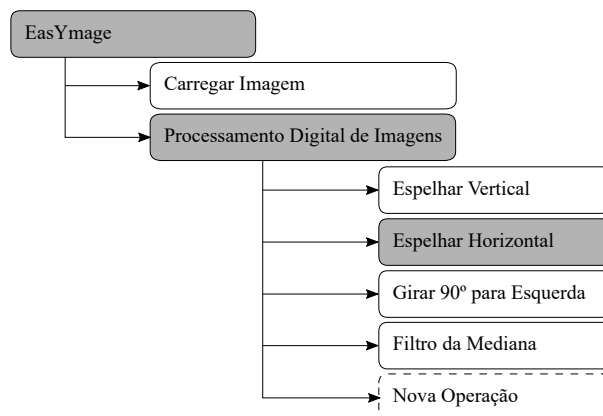 EasYmage
Carregar Imagem
Processamento Digital de Imagens
Espelhar Vertical
Espelhar Horizontal
Girar 90º para Esquerda
Filtro da Mediana
Nova Operação